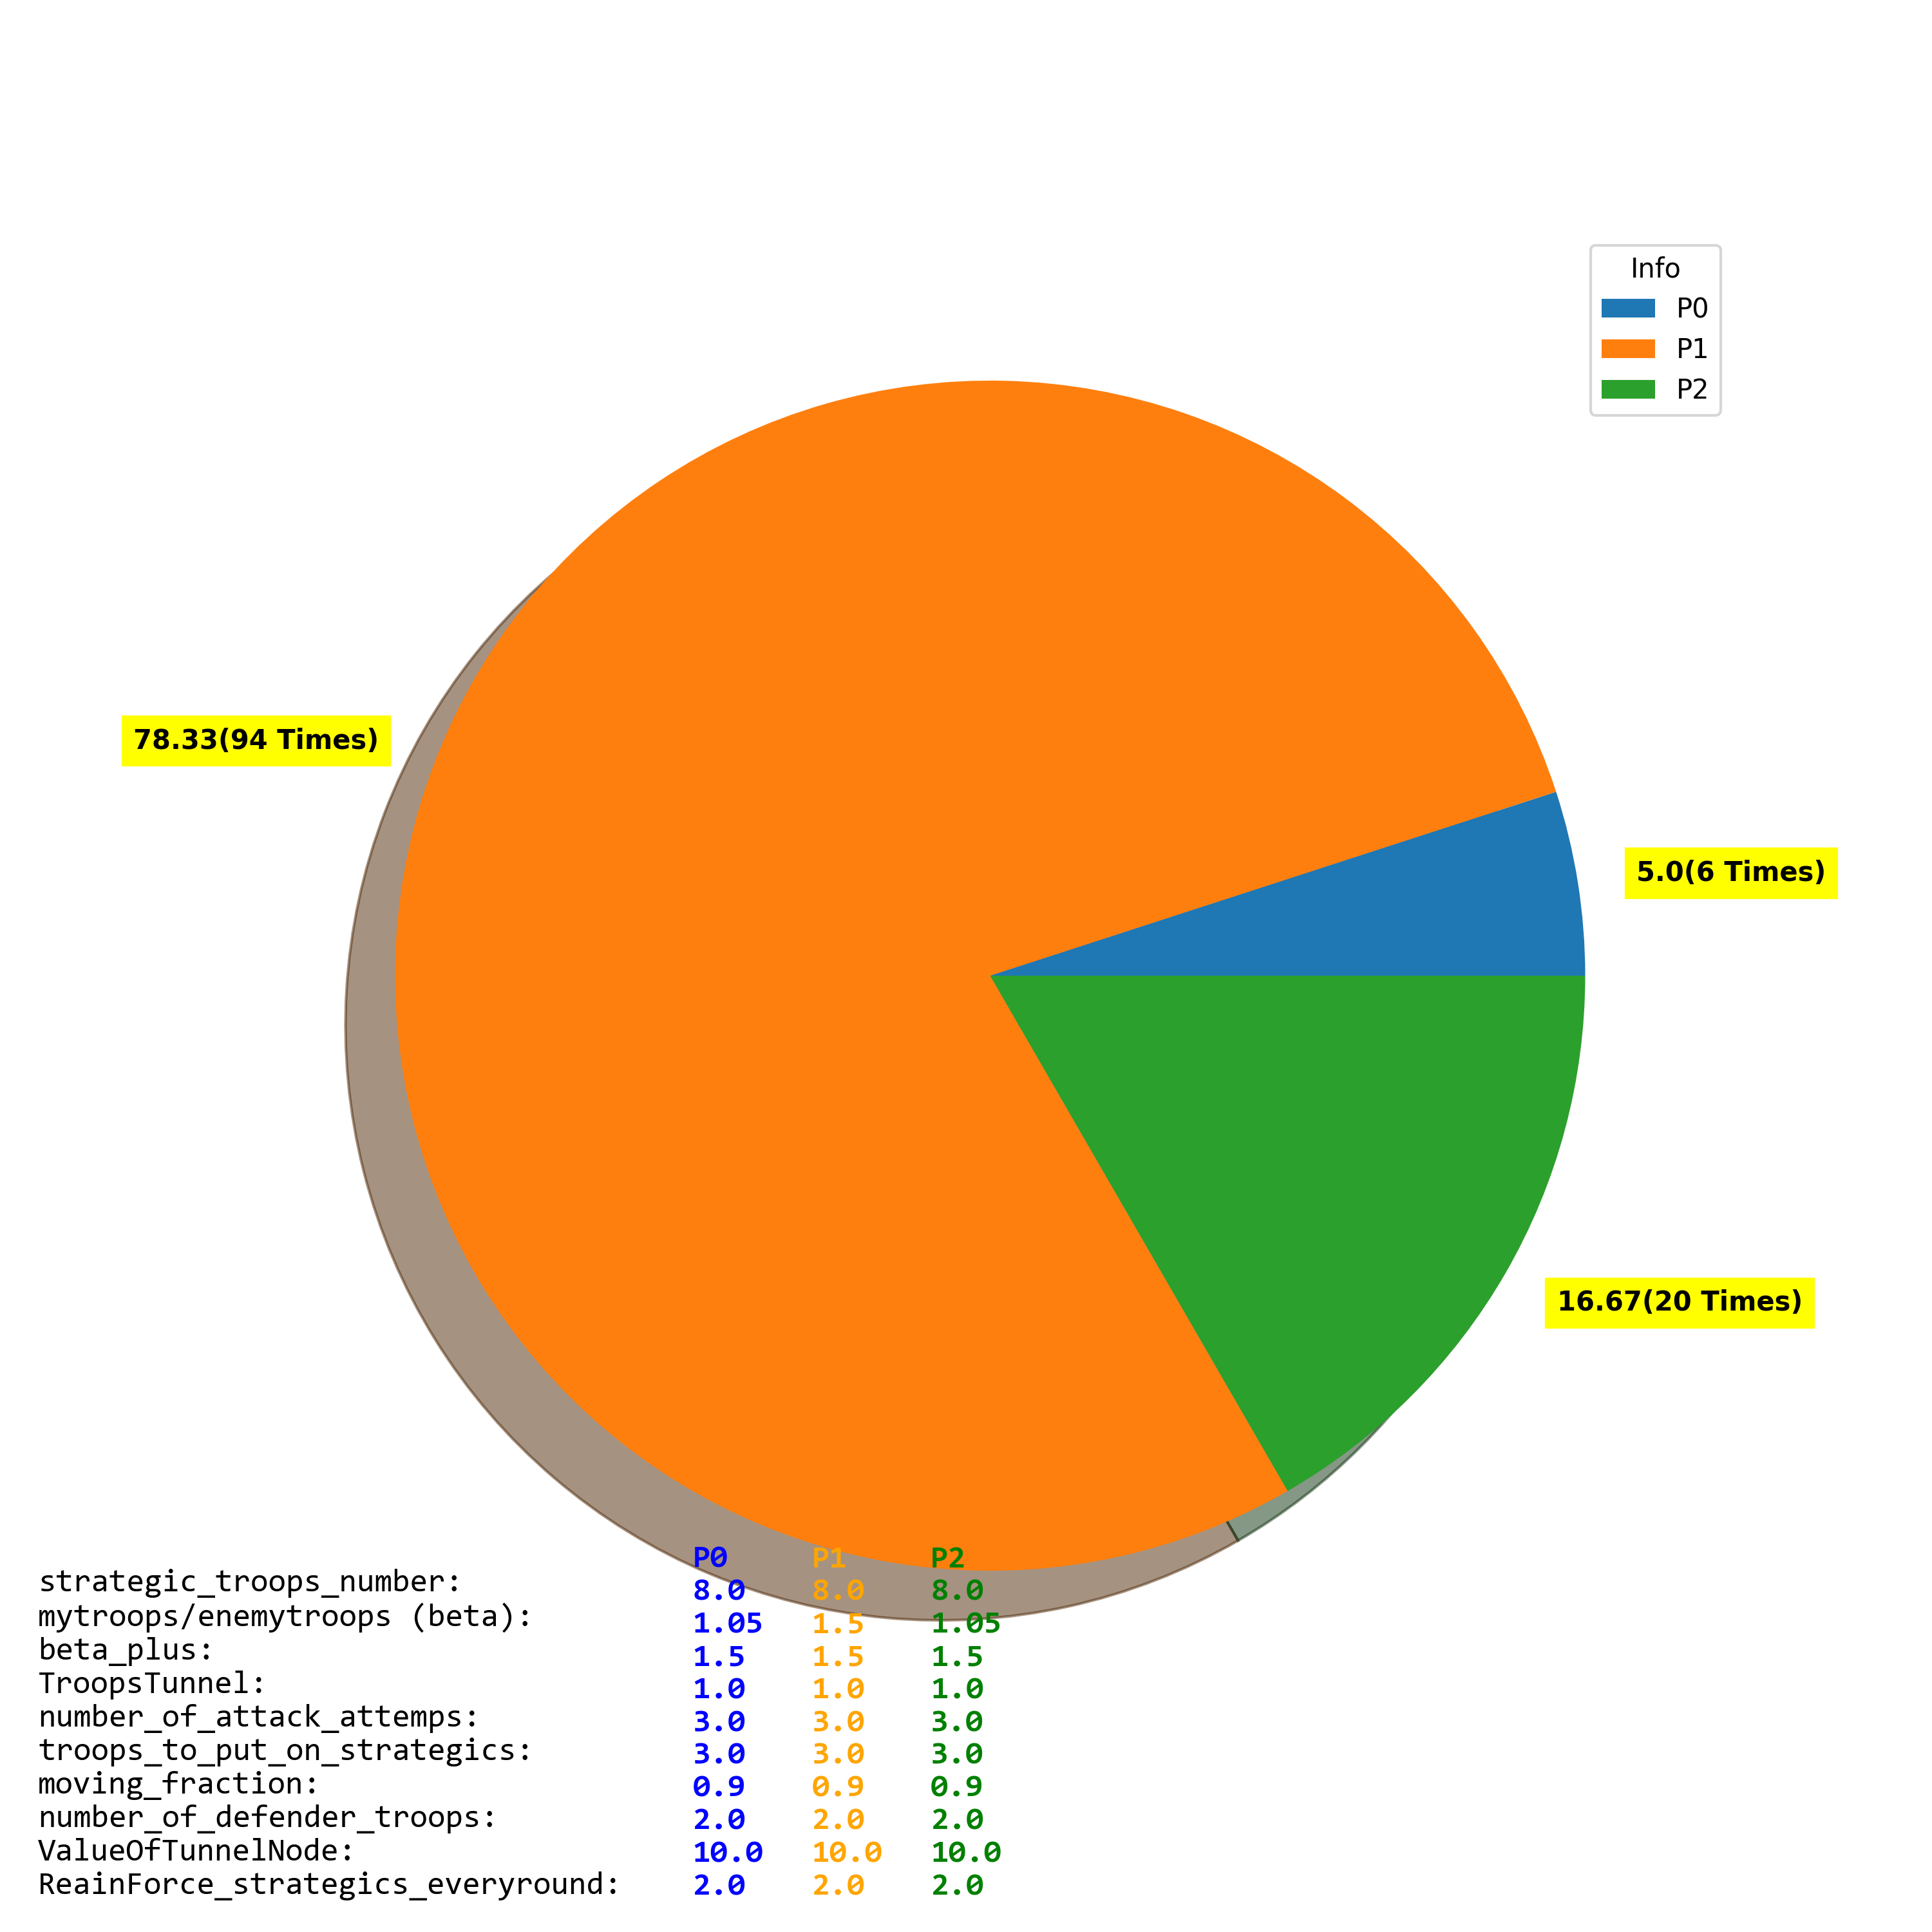 Info
P0
P1
P2
78.33(94 Times)
5.0(6 Times)
16.67(20 Times)
P0 P1 P2
strategic_troops_number: 8.0 8.0 8.0
mytroops/enemytroops (beta): 1.05 1.5 1.05
beta_plus: 1.5 1.5 1.5
TroopsTunnel: 1.0 1.0 1.0
number_of_attack_attemps: 3.0 3.0 3.0
troops_to_put_on_strategics: 3.0 3.0 3.0
moving_fraction: 0.9 0.9 0.9
number_of_defender_troops: 2.0 2.0 2.0
ValueOfTunnelNode: 10.0 10.0 10.0
ReainForce_strategics_everyround: 2.0 2.0 2.0